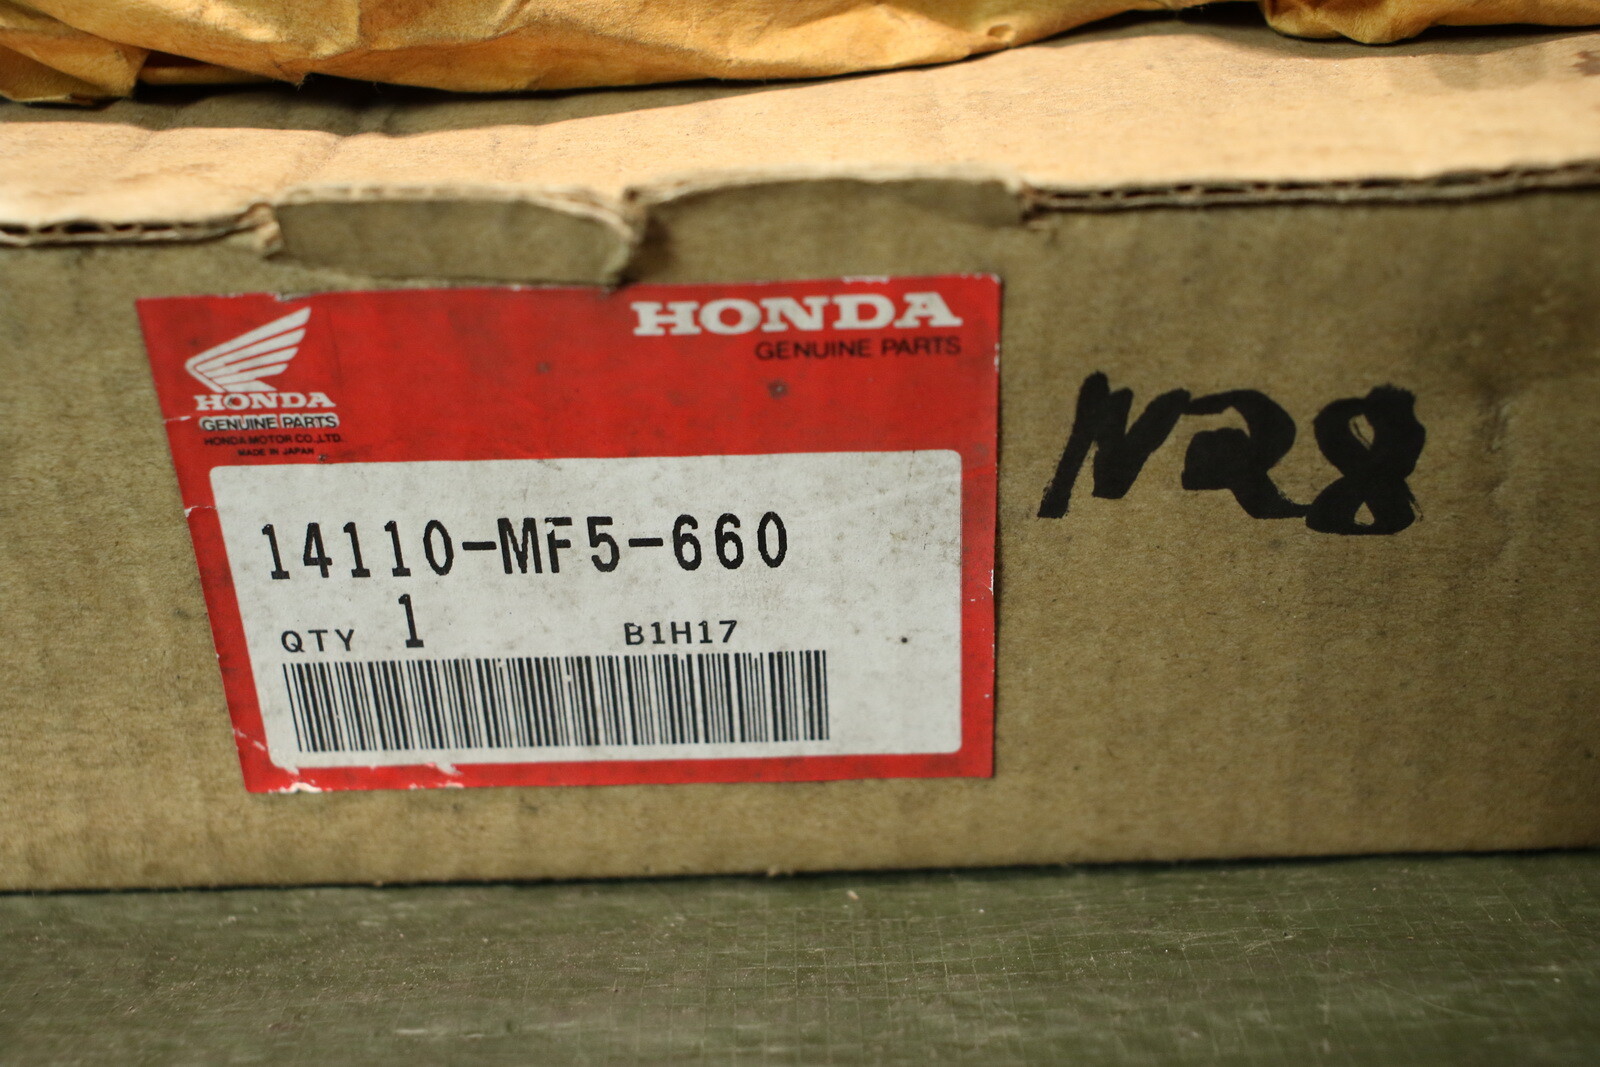 HONDA
GENUINE PARTS
HONDA
GENUINE PARTS
HONDA MOTOR CO.,LTD.
MADE IN JAPAN
14110-MF5-660
QTY 1 B1H17
N28